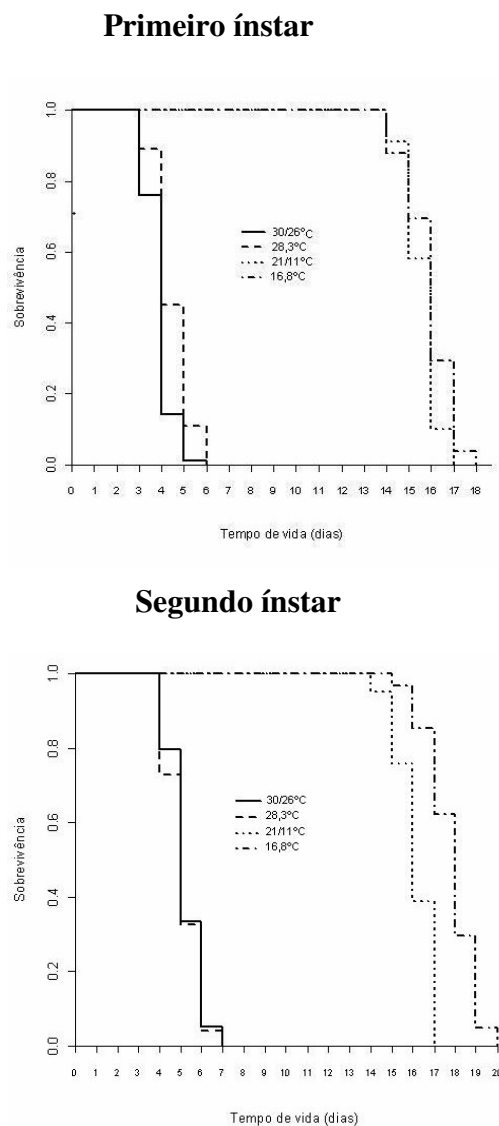 Primeiro ínstar
1.0
0.8
0.6
0.4
0.2
0.0
Sobrevivência
30/26°C
28,3°C
21/11°C
16,8°C
0 1 2 3 4 5 6 7 8 9 10 11 12 13 14 15 16 17 18
Tempo de vida (dias)
Segundo ínstar
1.0
0.8
0.6
0.4
0.2
0.0
Sobrevivência
30/26°C
28,3°C
21/11°C
16,8°C
0 1 2 3 4 5 6 7 8 9 10 11 12 13 14 15 16 17 18 19 20
Tempo de vida (dias)